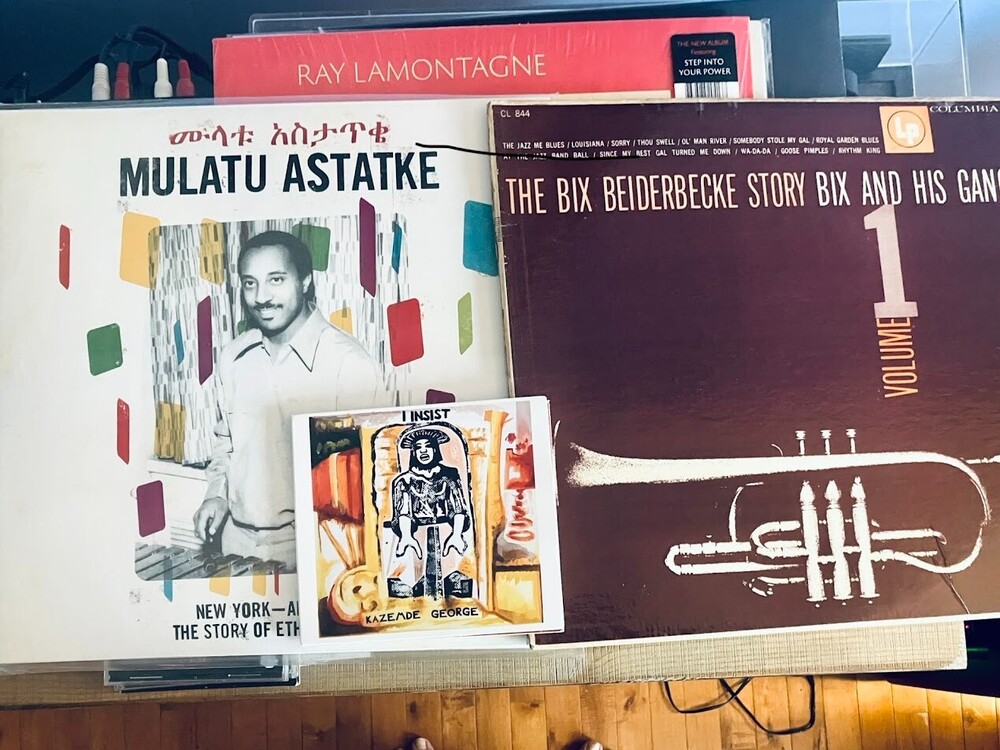 RAY LAMONTAGNE
THE NEW ALBUM
Featuring
STEP INTO
YOUR POWER
ሙላቱ አስታጥቄ
MULATU ASTATKE
NEW YORK—A
THE STORY OF ETH
I INSIST
KAZEMDE GEORGE
CL 844
Lp
COLUMBIA
THE JAZZ ME BLUES / LOUISIANA / SORRY / THOU SWELL / OL' MAN RIVER / SOMEBODY STOLE MY GAL / ROYAL GARDEN BLUES
AT THE JAZZ BAND BALL / SINCE MY BEST GAL TURNED ME DOWN / WA-DA-DA / GOOSE PIMPLES / RHYTHM KING
THE BIX BEIDERBECKE STORY BIX AND HIS GANG
VOLUME 1